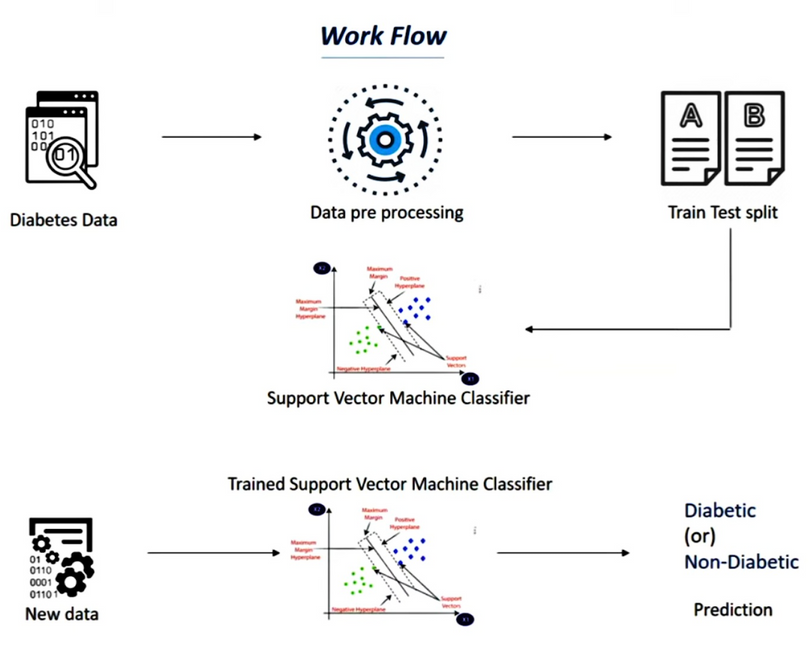 Work Flow
010
101
00
01
A
B
Diabetes Data
Data pre processing
Train Test split
X2
Maximum
Margin
Positive
Hyperplane
Maximum
Margin
Hyperplane
Support
Vectors
Negative Hyperplane
X1
Support Vector Machine Classifier
Trained Support Vector Machine Classifier
X2
Maximum
Margin
Positive
Hyperplane
Maximum
Margin
Hyperplane
Support
Vectors
Negative Hyperplane
X1
01
0110
0001
01101
New data
Diabetic
(or)
Non-Diabetic
Prediction